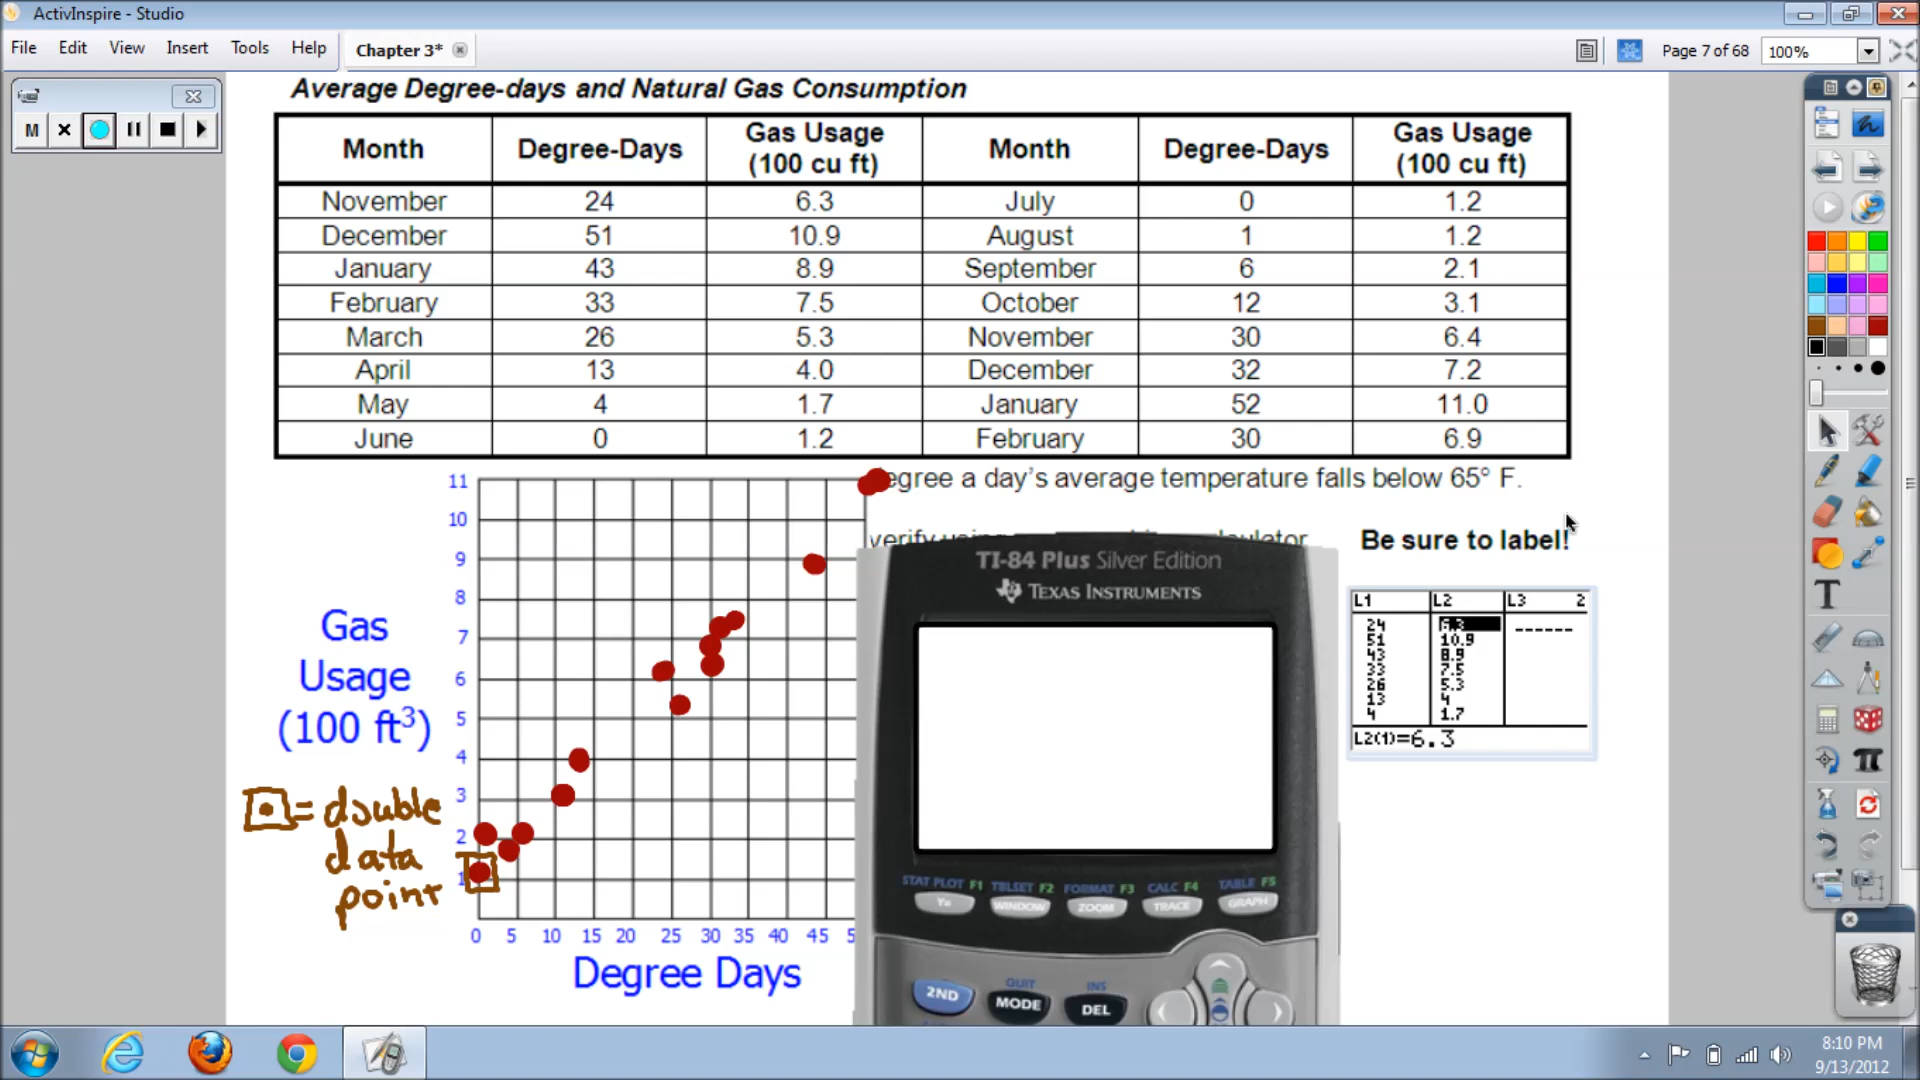 ActivInspire - Studio
File Edit View Insert Tools Help Chapter 3* Page 7 of 68 100%
M
Average Degree-days and Natural Gas Consumption
Month Degree-Days Gas Usage (100 cu ft) Month Degree-Days Gas Usage (100 cu ft)
November 24 6.3 July 0 1.2
December 51 10.9 August 1 1.2
January 43 8.9 September 6 2.1
February 33 7.5 October 12 3.1
March 26 5.3 November 30 6.4
April 13 4.0 December 32 7.2
May 4 1.7 January 52 11.0
June 0 1.2 February 30 6.9
egree a day's average temperature falls below 65° F.
verify using
Be sure to label!
11
10
9
8
7
6
5
4
3
2
1
Gas
Usage
(100 ft³)
= double
data
point
0 5 10 15 20 25 30 35 40 45 5
Degree Days
TI-84 Plus Silver Edition
TEXAS INSTRUMENTS
STAT PLOT F1 TBLSET F2 FORMAT F3 CALC F4 TABLE F5
Y= WINDOW ZOOM TRACE GRAPH
QUIT INS
2ND MODE DEL
L1 L2 L3 2
24 6.3 ------
51 10.9
43 8.9
33 7.5
26 5.3
13 4
4 1.7
L2(1)=6.3
T
8:10 PM
9/13/2012